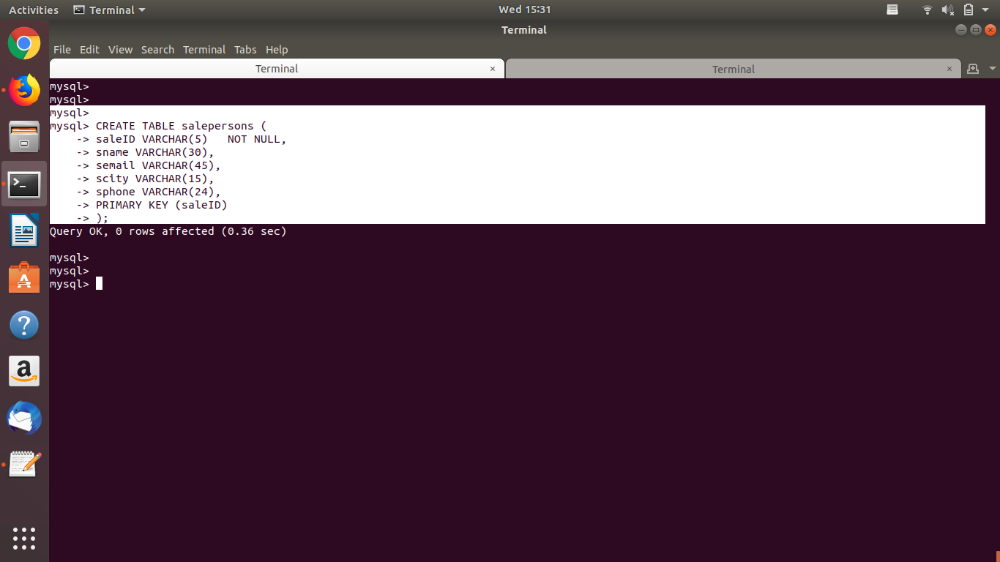 Activities Terminal Wed 15:31
Terminal
File Edit View Search Terminal Tabs Help
Terminal × Terminal ×
mysql>
mysql>
mysql>
mysql> CREATE TABLE salepersons (
    -> saleID VARCHAR(5)   NOT NULL,
    -> sname VARCHAR(30),
    -> semail VARCHAR(45),
    -> scity VARCHAR(15),
    -> sphone VARCHAR(24),
    -> PRIMARY KEY (saleID)
    -> );
Query OK, 0 rows affected (0.36 sec)
mysql>
mysql>
mysql>
>_
A
?
a